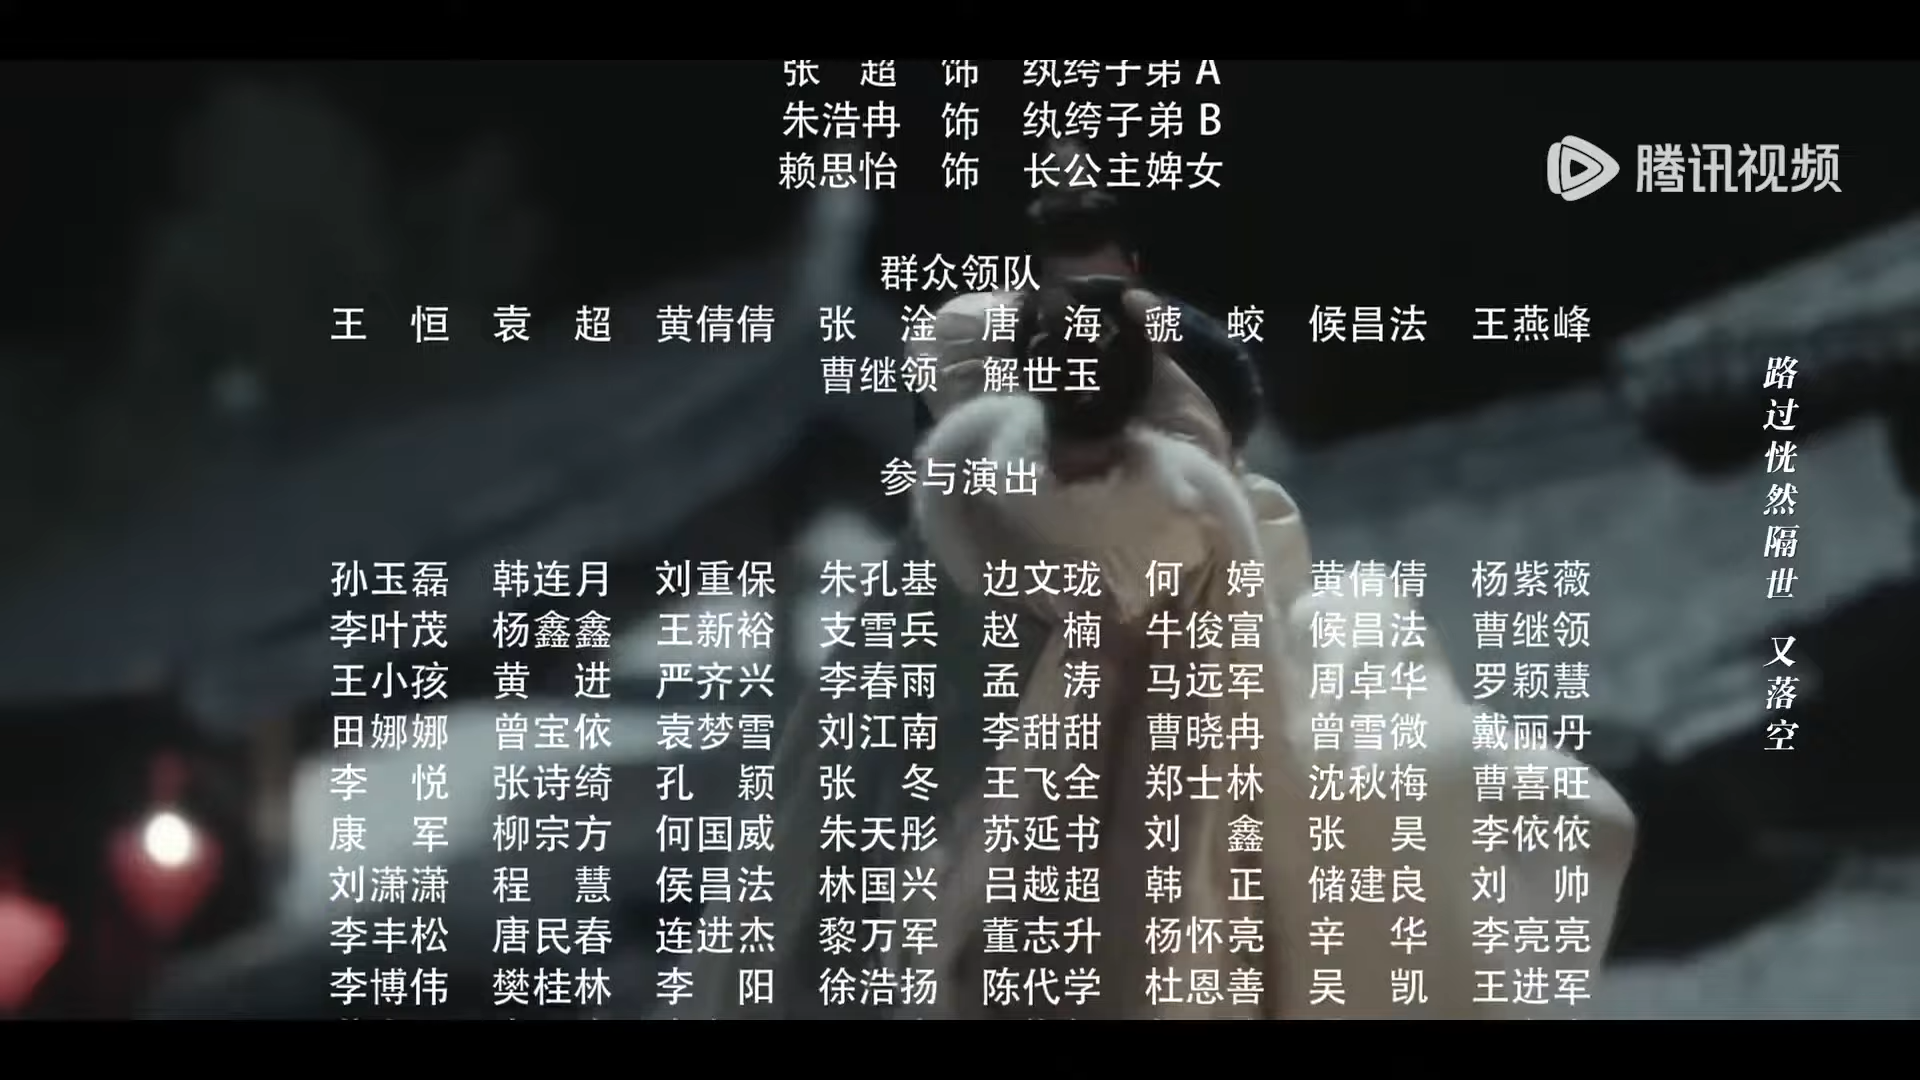 张 超 饰 纨绔子弟 A
朱浩冉 饰 纨绔子弟 B
赖思怡 饰 长公主婢女
腾讯视频
群众领队
王 恒 袁 超 黄倩倩 张 淦 唐 海 虢 蛟 候昌法 王燕峰
曹继领 解世玉
参与演出
孙玉磊 韩连月 刘重保 朱孔基 边文珑 何 婷 黄倩倩 杨紫薇
李叶茂 杨鑫鑫 王新裕 支雪兵 赵 楠 牛俊富 候昌法 曹继领
王小孩 黄 进 严齐兴 李春雨 孟 涛 马远军 周卓华 罗颖慧
田娜娜 曾宝依 袁梦雪 刘江南 李甜甜 曹晓冉 曾雪微 戴丽丹
李 悦 张诗绮 孔 颖 张 冬 王飞全 郑士林 沈秋梅 曹喜旺
康 军 柳宗方 何国威 朱天彤 苏延书 刘 鑫 张 昊 李依依
刘潇潇 程 慧 侯昌法 林国兴 吕越超 韩 正 储建良 刘 帅
李丰松 唐民春 连进杰 黎万军 董志升 杨怀亮 辛 华 李亮亮
李博伟 樊桂林 李 阳 徐浩扬 陈代学 杜恩善 吴 凯 王进军
路过恍然隔世 又落空